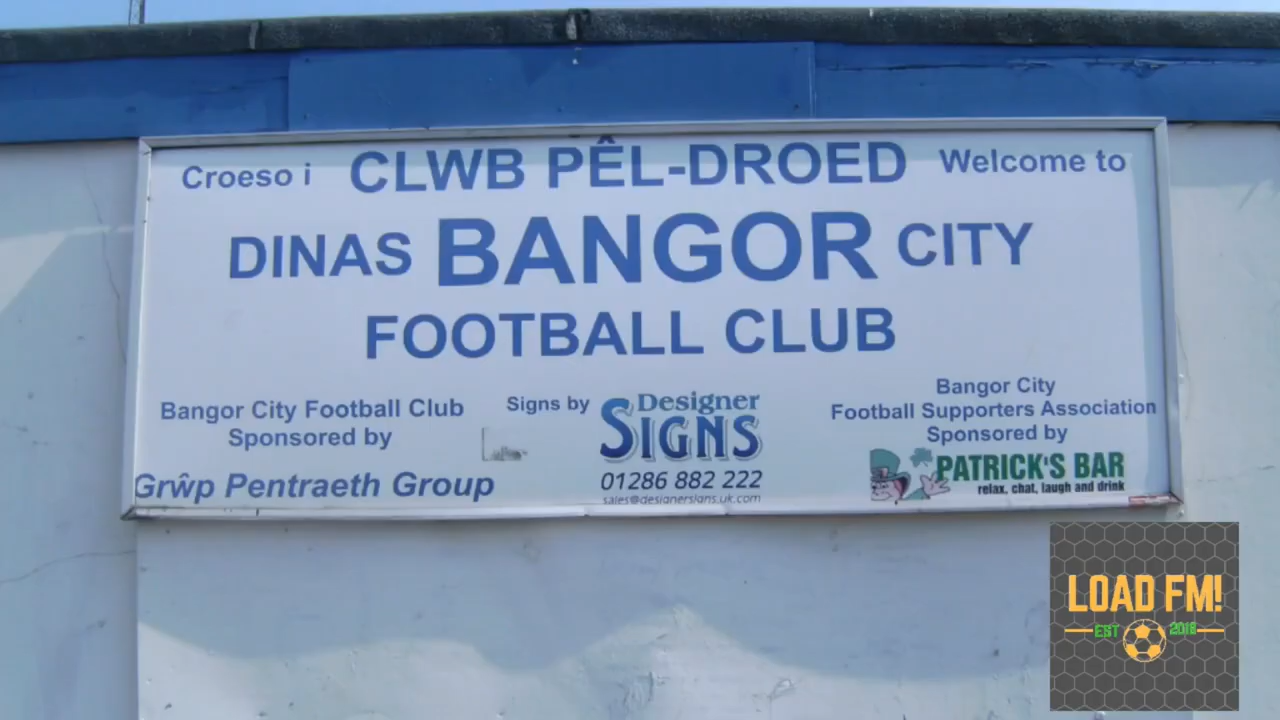 Croeso i CLWB PÊL-DROED Welcome to
DINAS BANGOR CITY
FOOTBALL CLUB
Bangor City Football Club
Sponsored by
Grŵp Pentraeth Group
Signs by Designer
SIGNS
01286 882 222
sales@designersigns.uk.com
Bangor City
Football Supporters Association
Sponsored by
PATRICK'S BAR
relax, chat, laugh and drink
LOAD FM!
EST 2018